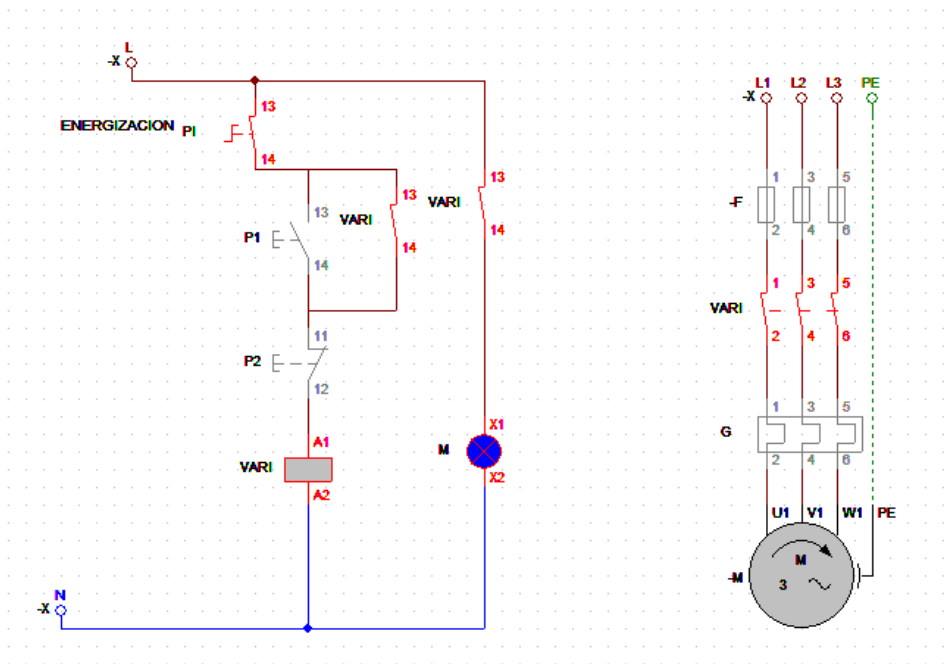 L
-X
13
ENERGIZACION PI
14
13
P1
14
VARI
13
14
VARI
13
14
11
P2
12
A1
VARI
A2
X1
M
X2
N
-X
L1 L2 L3 PE
-X
1 3 5
-F
2 4 6
1 3 5
VARI
2 4 6
1 3 5
G
2 4 6
U1 V1 W1 PE
M
-M
3